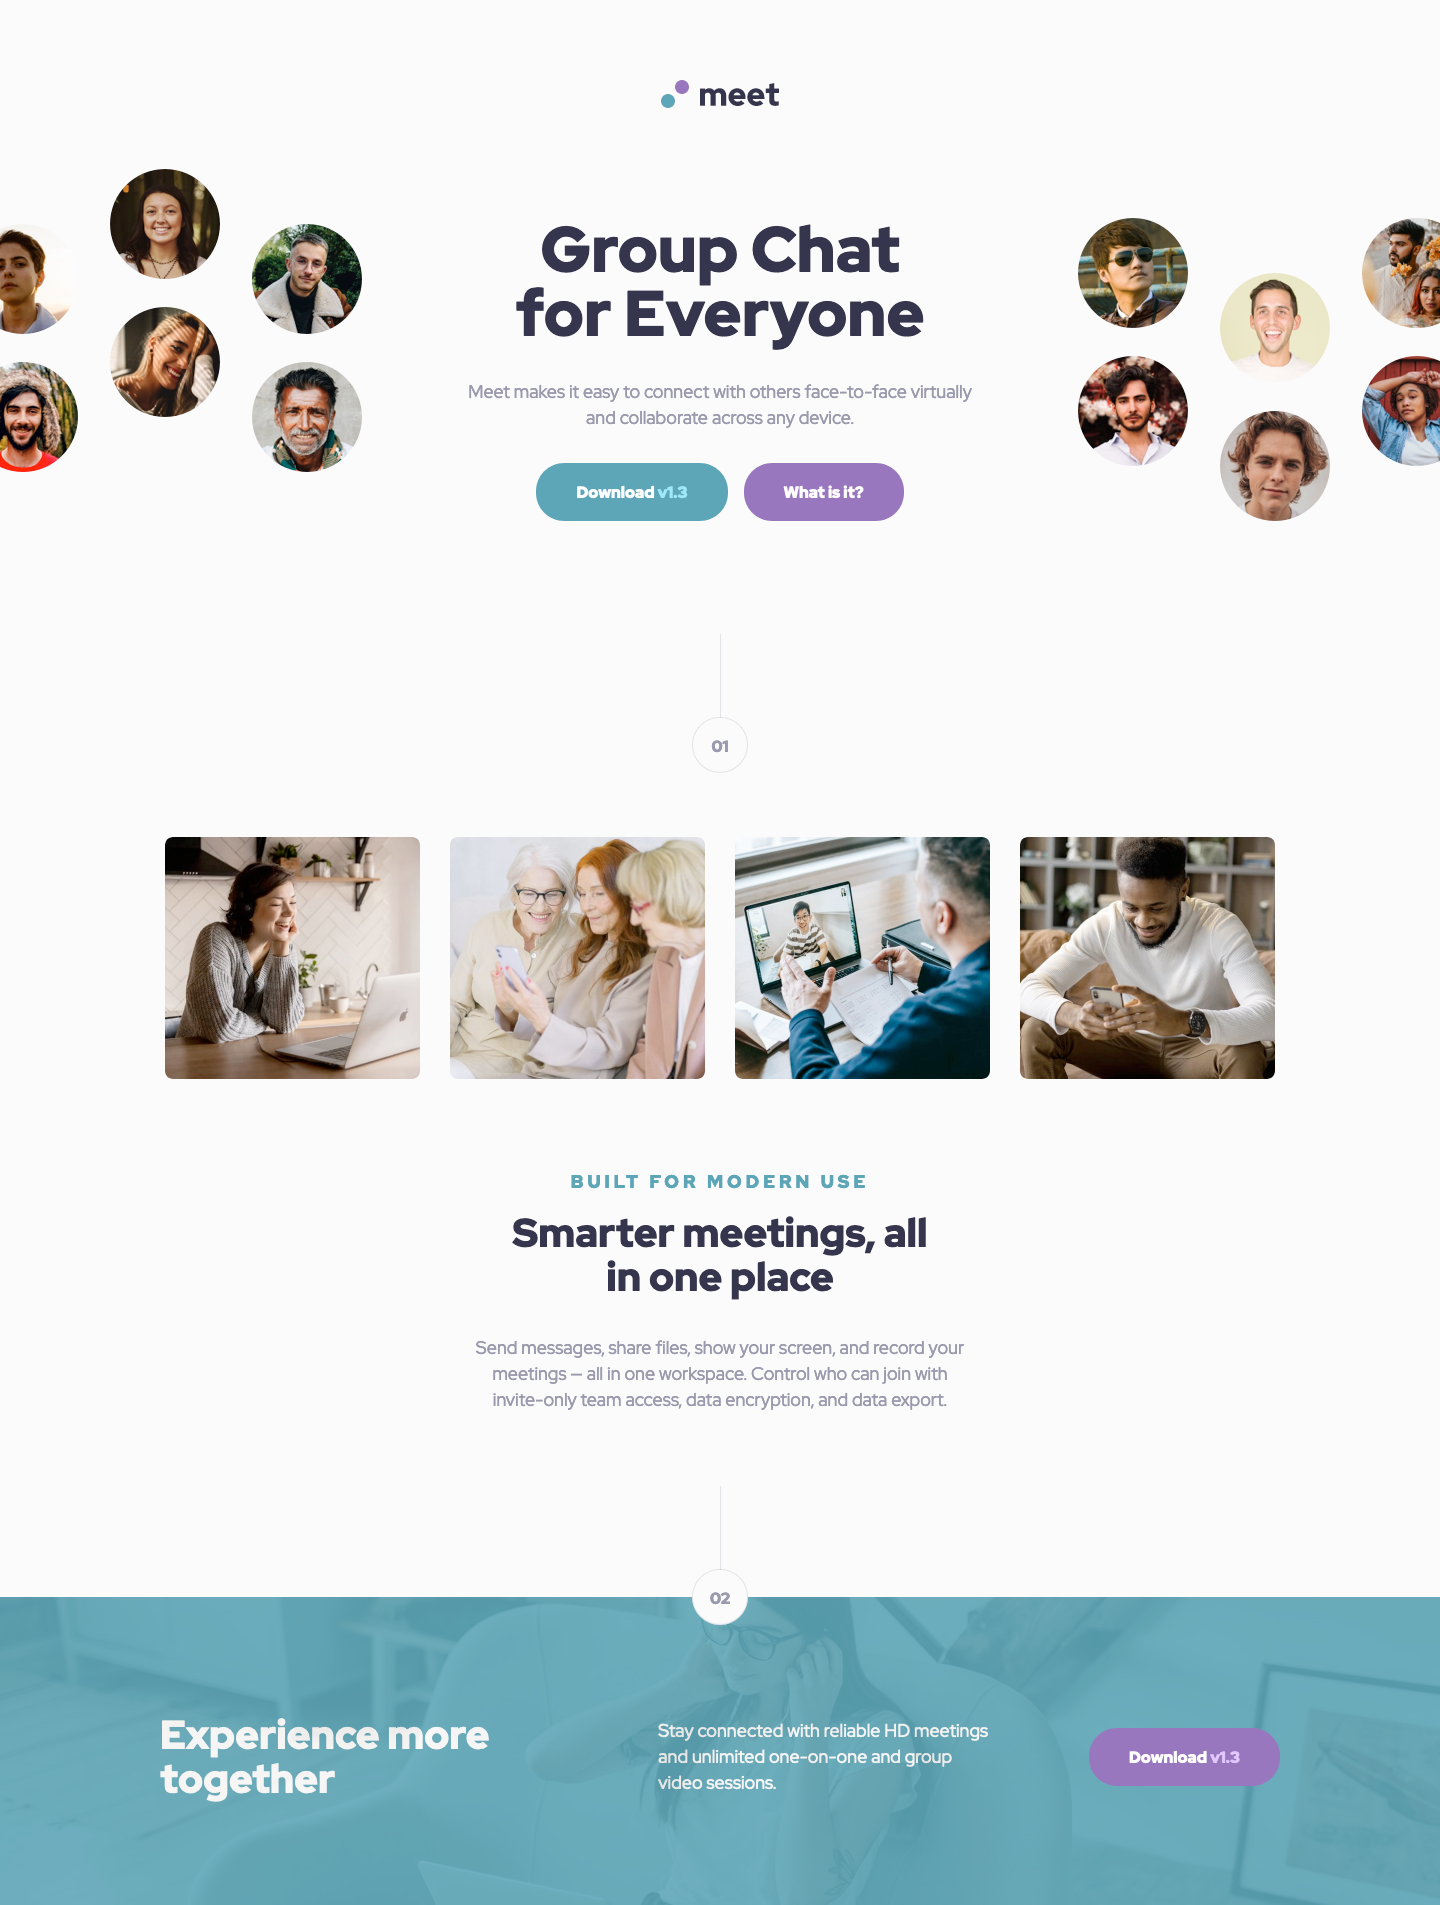 meet
Group Chat
for Everyone
Meet makes it easy to connect with others face-to-face virtually
and collaborate across any device.
Download v1.3
What is it?
01
BUILT FOR MODERN USE
Smarter meetings, all
in one place
Send messages, share files, show your screen, and record your
meetings — all in one workspace. Control who can join with
invite-only team access, data encryption, and data export.
02
Experience more
together
Stay connected with reliable HD meetings
and unlimited one-on-one and group
video sessions.
Download v1.3